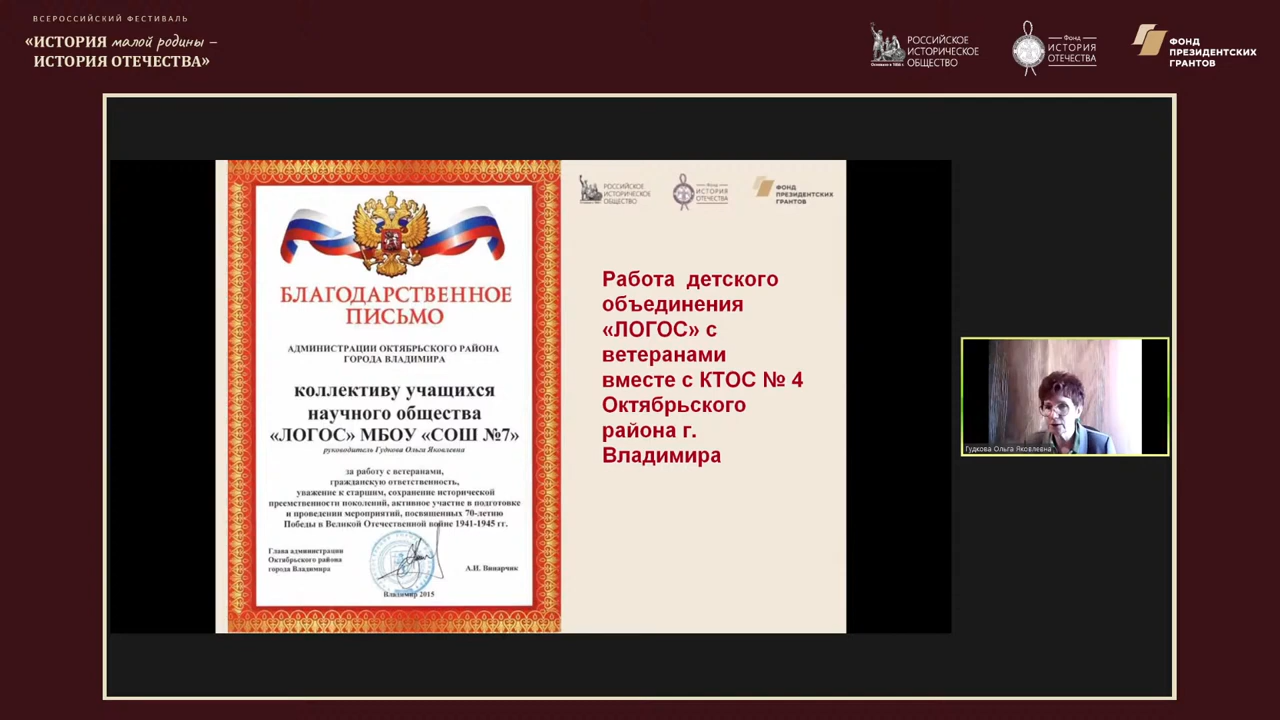 ВСЕРОССИЙСКИЙ ФЕСТИВАЛЬ
«ИСТОРИЯ малой родины –
ИСТОРИЯ ОТЕЧЕСТВА»
РОССИЙСКОЕ
ИСТОРИЧЕСКОЕ
ОБЩЕСТВО
Основано в 1866 г.
Фонд
ИСТОРИЯ
ОТЕЧЕСТВА
ФОНД
ПРЕЗИДЕНТСКИХ
ГРАНТОВ
БЛАГОДАРСТВЕННОЕ
ПИСЬМО
АДМИНИСТРАЦИИ ОКТЯБРЬСКОГО РАЙОНА
ГОРОДА ВЛАДИМИРА
коллективу учащихся
научного общества
«ЛОГОС» МБОУ «СОШ №7»
руководитель Гудкова Ольга Яковлевна
за работу с ветеранами,
гражданскую ответственность,
уважение к старшим, сохранение исторической
преемственности поколений, активное участие в подготовке
и проведении мероприятий, посвященных 70-летию
Победы в Великой Отечественной войне 1941-1945 гг.
Глава администрации
Октябрьского района
города Владимира
А.И. Винарчик
Владимир 2015
РОССИЙСКОЕ
ИСТОРИЧЕСКОЕ
ОБЩЕСТВО
Фонд
ИСТОРИЯ
ОТЕЧЕСТВА
ФОНД
ПРЕЗИДЕНТСКИХ
ГРАНТОВ
Работа детского
объединения
«ЛОГОС» с
ветеранами
вместе с КТОС № 4
Октябрьского
района г.
Владимира
Гудкова Ольга Яковлевна